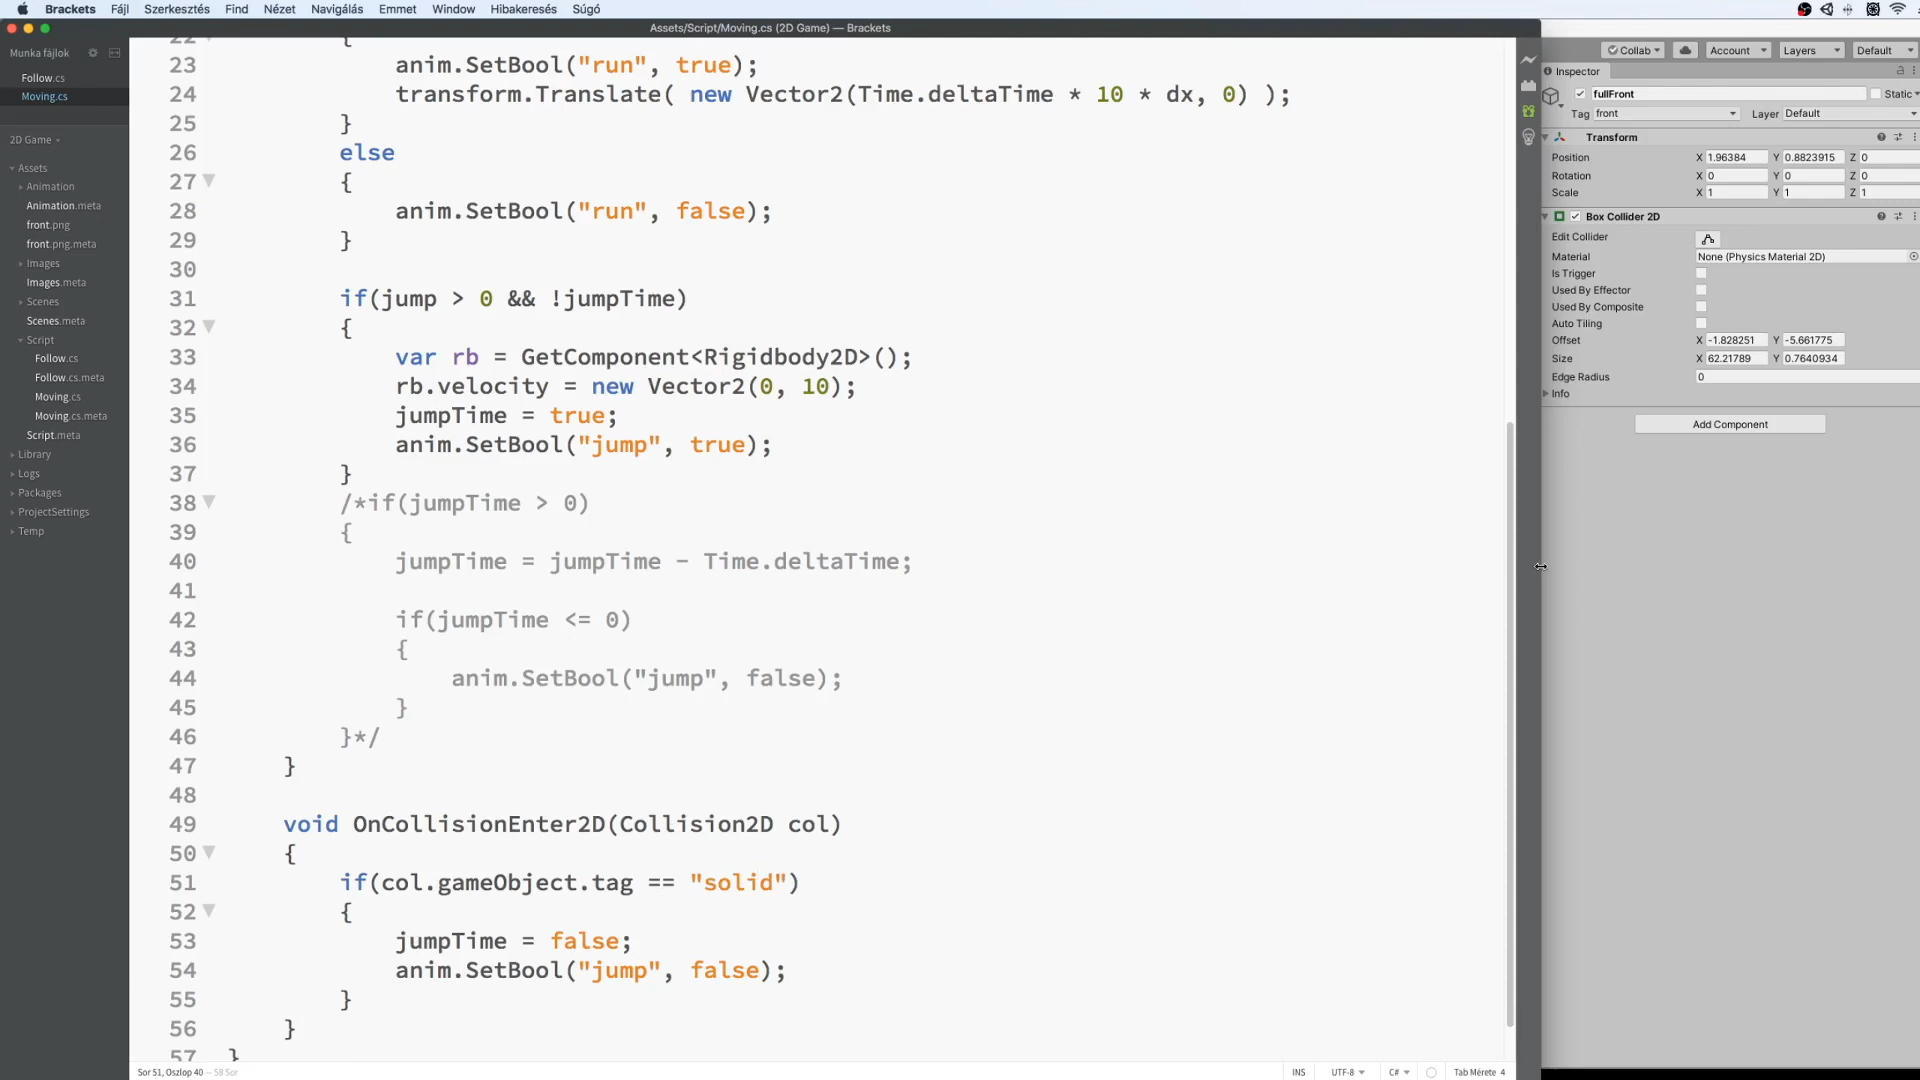 Brackets Fájl Szerkesztés Find Nézet Navigálás Emmet Window Hibakeresés Súgó
Assets/Script/Moving.cs (2D Game) — Brackets
Munka fájlok
Follow.cs
Moving.cs
2D Game
Assets
Animation
Animation.meta
front.png
front.png.meta
Images
Images.meta
Scenes
Scenes.meta
Script
Follow.cs
Follow.cs.meta
Moving.cs
Moving.cs.meta
Script.meta
Library
Logs
Packages
ProjectSettings
Temp
22 {
23 anim.SetBool("run", true);
24 transform.Translate( new Vector2(Time.deltaTime * 10 * dx, 0) );
25 }
26 else
27 {
28 anim.SetBool("run", false);
29 }
30
31 if(jump > 0 && !jumpTime)
32 {
33 var rb = GetComponent<Rigidbody2D>();
34 rb.velocity = new Vector2(0, 10);
35 jumpTime = true;
36 anim.SetBool("jump", true);
37 }
38 /*if(jumpTime > 0)
39 {
40 jumpTime = jumpTime - Time.deltaTime;
41
42 if(jumpTime <= 0)
43 {
44 anim.SetBool("jump", false);
45 }
46 }*/
47 }
48
49 void OnCollisionEnter2D(Collision2D col)
50 {
51 if(col.gameObject.tag == "solid")
52 {
53 jumpTime = false;
54 anim.SetBool("jump", false);
55 }
56 }
57 }
Sor 51, Oszlop 40 — 58 Sor INS UTF-8 C# Tab Mérete 4
Collab Account Layers Default
Inspector
fullFront Static
Tag front Layer Default
Transform
Position X 1.96384 Y 0.8823915 Z 0
Rotation X 0 Y 0 Z 0
Scale X 1 Y 1 Z 1
Box Collider 2D
Edit Collider
Material None (Physics Material 2D)
Is Trigger
Used By Effector
Used By Composite
Auto Tiling
Offset X -1.828251 Y -5.661775
Size X 62.21789 Y 0.7640934
Edge Radius 0
Info
Add Component